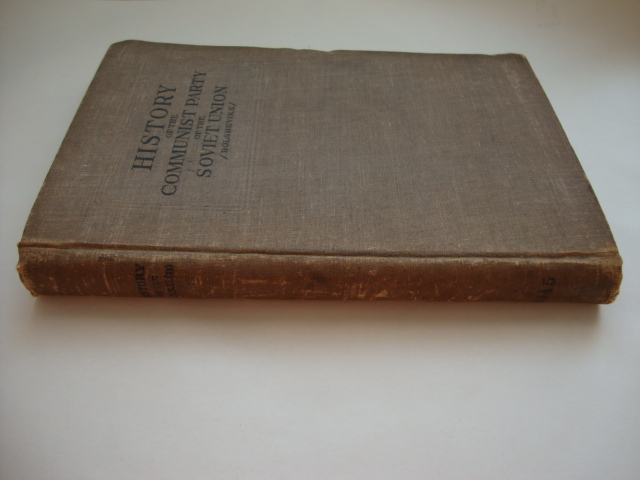 HISTORY
OF THE
COMMUNIST PARTY
OF THE
SOVIET UNION
/BOLSHEVIKS/